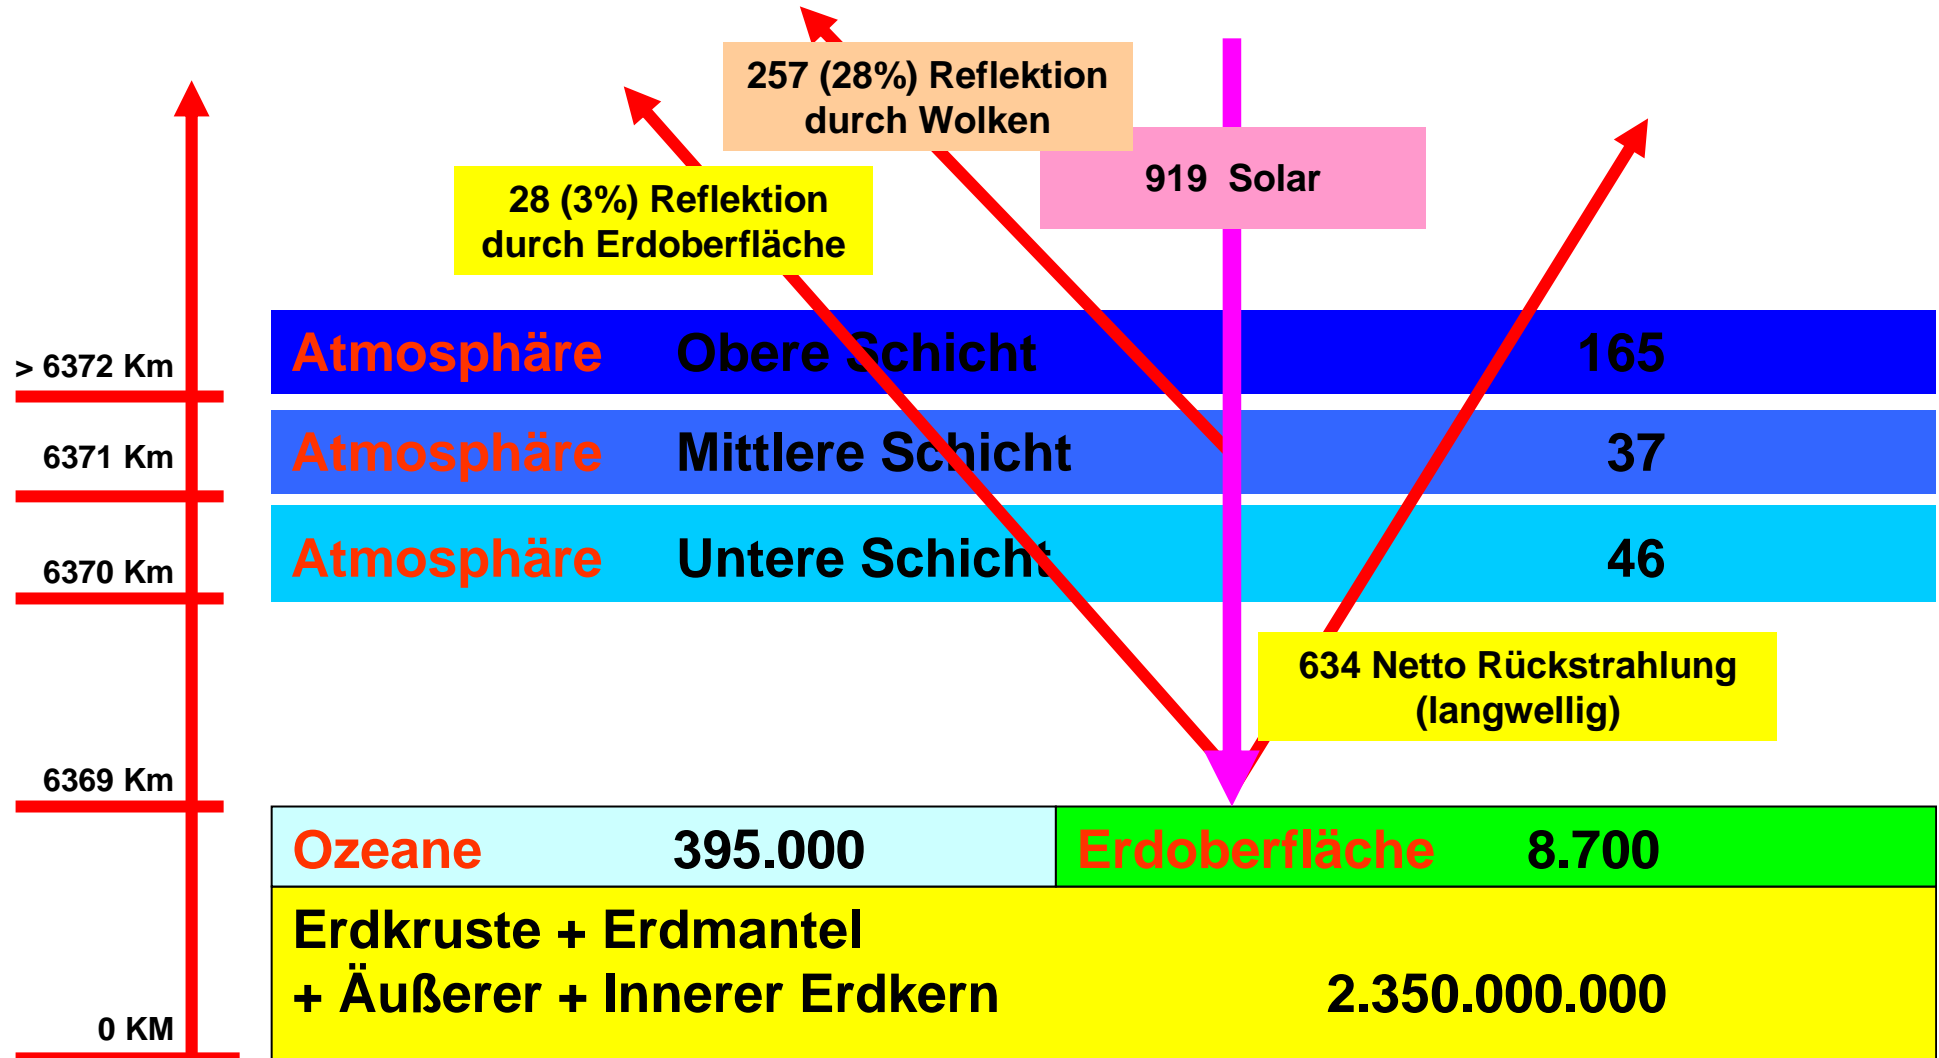 257 (28%) Reflektion
durch Wolken
919 Solar
28 (3%) Reflektion
durch Erdoberfläche
> 6372 Km
Atmosphäre Obere Schicht 165
6371 Km
Atmosphäre Mittlere Schicht 37
6370 Km
Atmosphäre Untere Schicht 46
634 Netto Rückstrahlung
(langwellig)
6369 Km
Ozeane 395.000
Erdoberfläche 8.700
Erdkruste + Erdmantel
+ Äußerer + Innerer Erdkern 2.350.000.000
0 KM